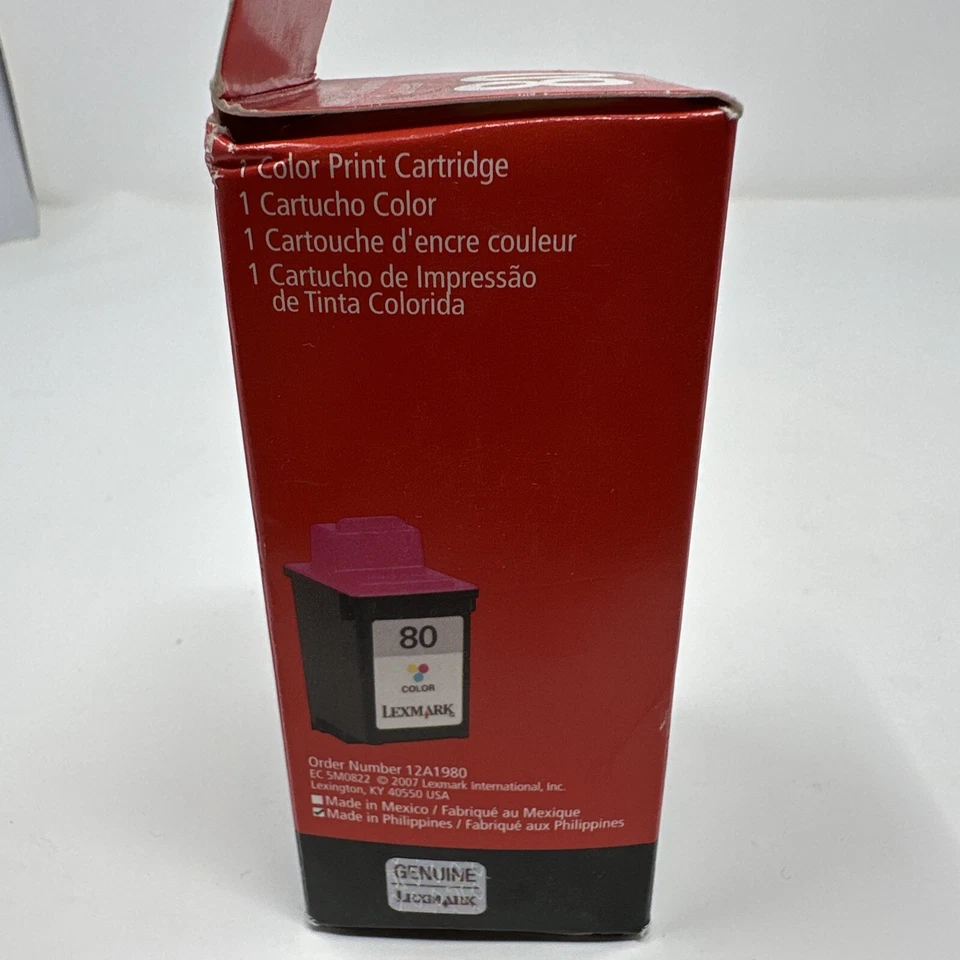 1 Color Print Cartridge
1 Cartucho Color
1 Cartouche d'encre couleur
1 Cartucho de Impressão
de Tinta Colorida
80
COLOR
LEXMARK
Order Number 12A1980
EC 5M0822 © 2007 Lexmark International, Inc.
Lexington, KY 40550 USA
Made in Mexico / Fabriqué au Mexique
Made in Philippines / Fabriqué aux Philippines
GENUINE
LEXMARK